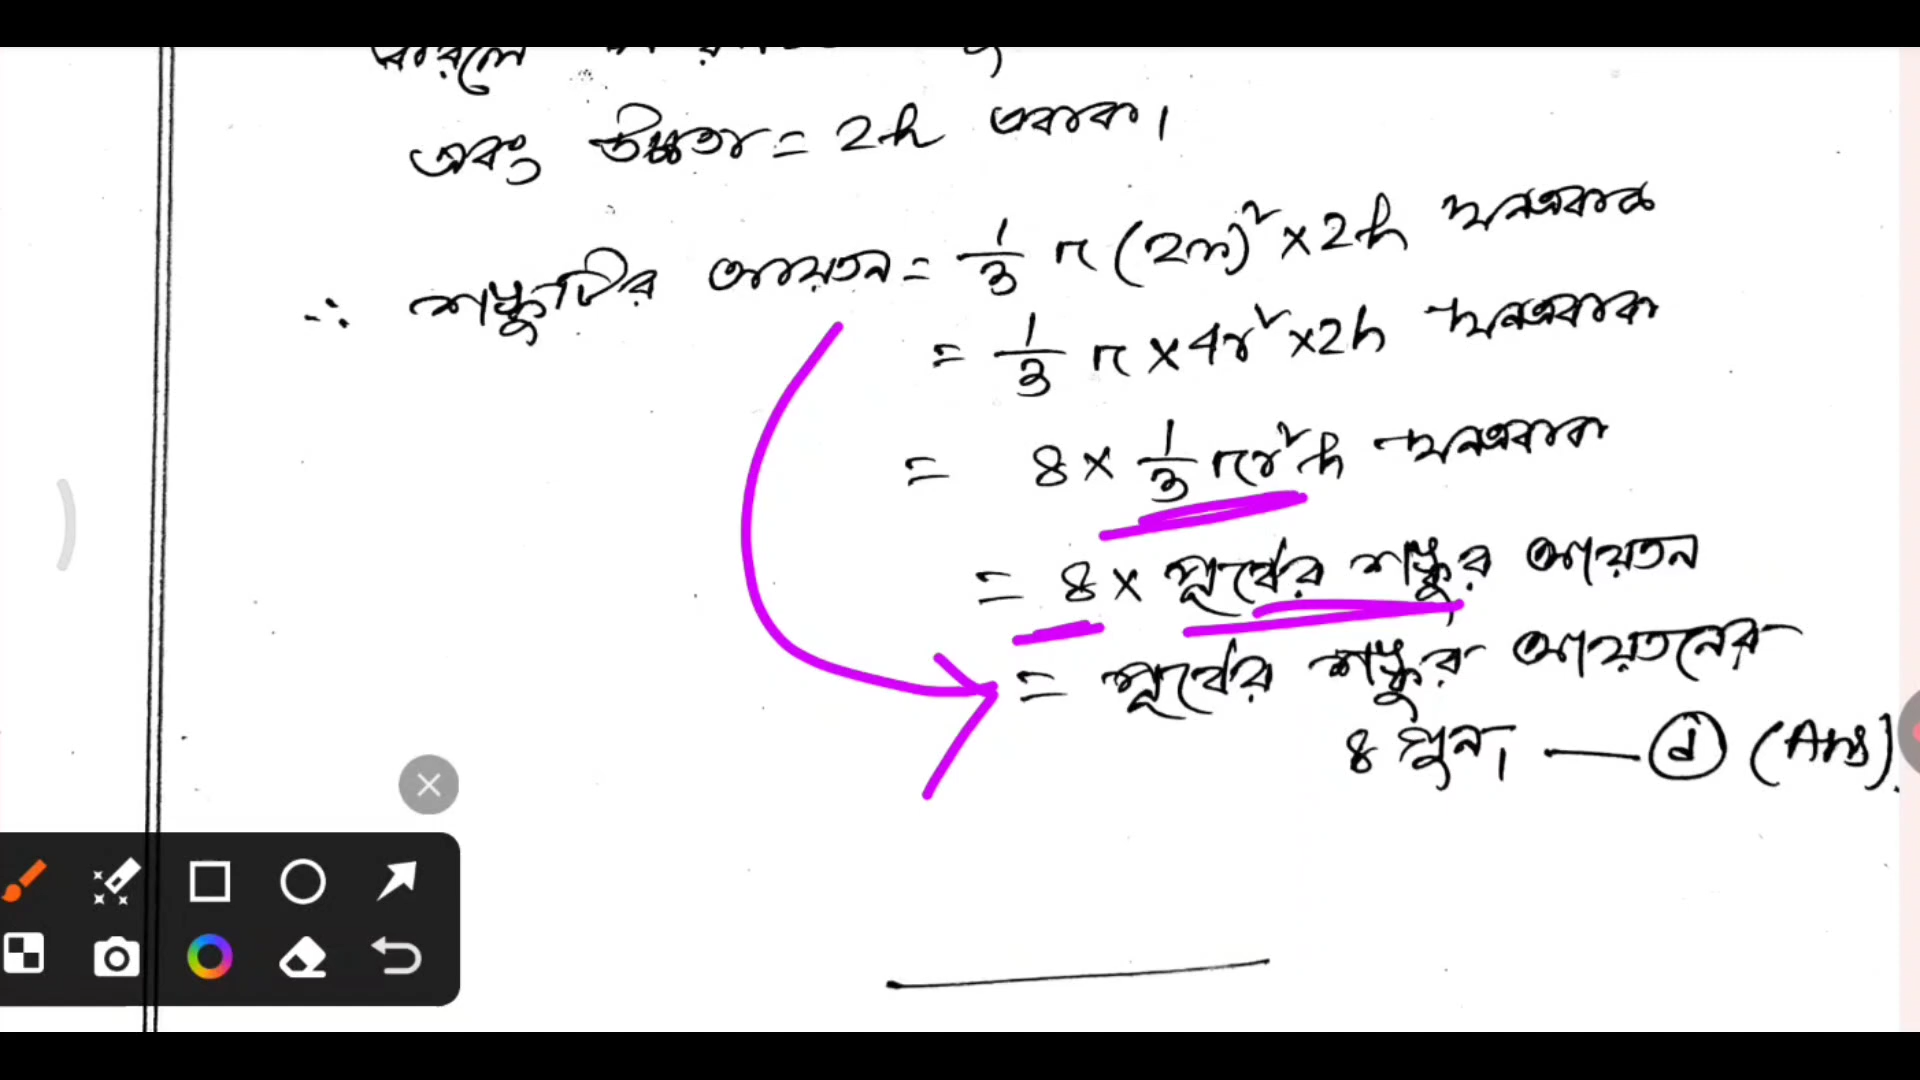 করলে
এবং উচ্চতা = 2h একক।
∴ শঙ্কুটির আয়তন = 1/3 π (2r)² × 2h ঘনএকক
= 1/3 π × 4r² × 2h ঘনএকক
= 8 × 1/3 πr²h ঘনএকক
= 8 × পূর্বের শঙ্কুর আয়তন
= পূর্বের শঙ্কুর আয়তনের
8 গুন। — (d) (Ans).